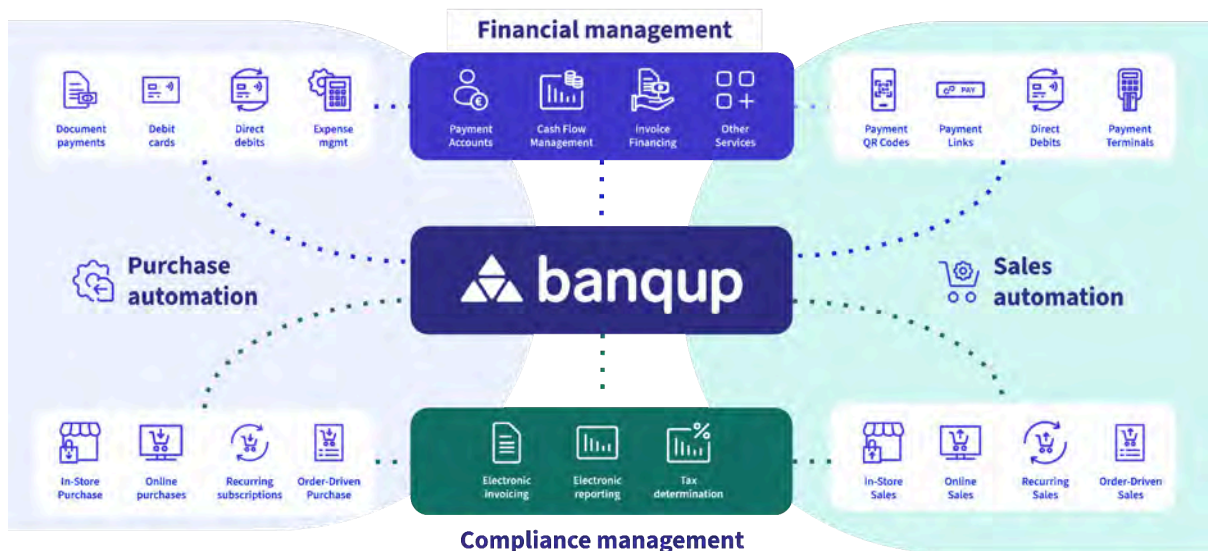 Financial management
Document
payments
Debit
cards
Direct
debits
Expense
mgmt
Payment
Accounts
Cash Flow
Management
Invoice
Financing
Other
Services
Payment
QR Codes
PAY
Payment
Links
Direct
Debits
Payment
Terminals
Purchase
automation
banqup
Sales
automation
In-Store
Purchase
Online
purchases
Recurring
subscriptions
Order-Driven
Purchase
Electronic
invoicing
Electronic
reporting
%
Tax
determination
In-Store
Sales
Online
Sales
Recurring
Sales
Order-Driven
Sales
Compliance management